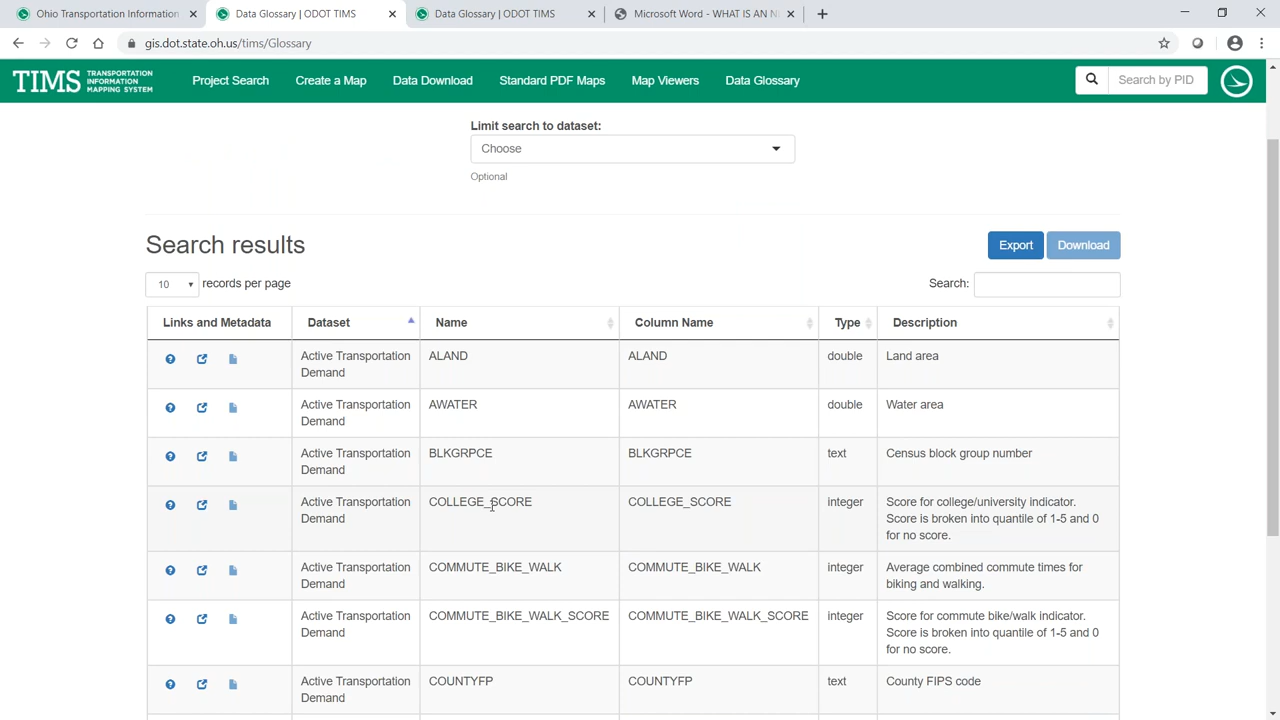 Ohio Transportation Information
Data Glossary | ODOT TIMS
Data Glossary | ODOT TIMS
Microsoft Word - WHAT IS AN N
gis.dot.state.oh.us/tims/Glossary
TIMS
TRANSPORTATION
INFORMATION
MAPPING SYSTEM
Project Search
Create a Map
Data Download
Standard PDF Maps
Map Viewers
Data Glossary
Search by PID
Limit search to dataset:
Choose
Optional
Search results
Export
Download
10 records per page
Search:
Links and Metadata Dataset Name Column Name Type Description
Active Transportation
Demand
ALAND ALAND double Land area
Active Transportation
Demand
AWATER AWATER double Water area
Active Transportation
Demand
BLKGRPCE BLKGRPCE text Census block group number
Active Transportation
Demand
COLLEGE_SCORE COLLEGE_SCORE integer Score for college/university indicator.
Score is broken into quantile of 1-5 and 0
for no score.
Active Transportation
Demand
COMMUTE_BIKE_WALK COMMUTE_BIKE_WALK integer Average combined commute times for
biking and walking.
Active Transportation
Demand
COMMUTE_BIKE_WALK_SCORE COMMUTE_BIKE_WALK_SCORE integer Score for commute bike/walk indicator.
Score is broken into quantile of 1-5 and 0
for no score.
Active Transportation
Demand
COUNTYFP COUNTYFP text County FIPS code